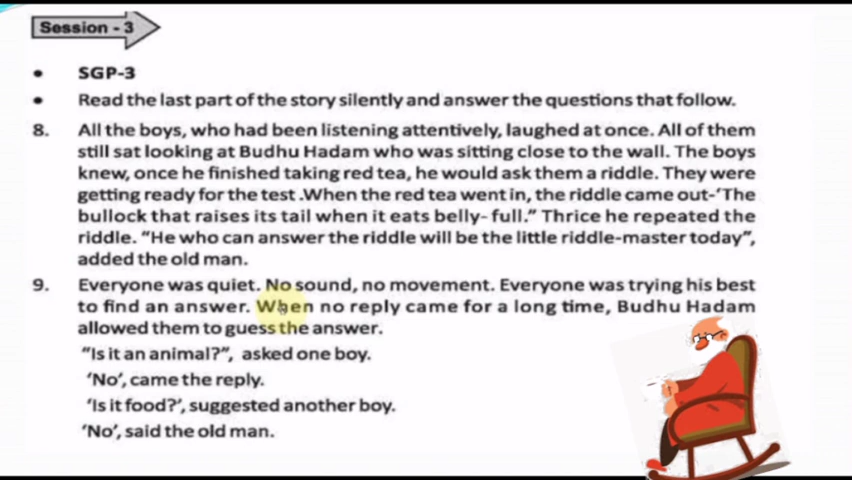 Session - 3
• SGP-3
• Read the last part of the story silently and answer the questions that follow.
8. All the boys, who had been listening attentively, laughed at once. All of them
still sat looking at Budhu Hadam who was sitting close to the wall. The boys
knew, once he finished taking red tea, he would ask them a riddle. They were
getting ready for the test .When the red tea went in, the riddle came out-‘The
bullock that raises its tail when it eats belly- full.” Thrice he repeated the
riddle. “He who can answer the riddle will be the little riddle-master today”,
added the old man.
9. Everyone was quiet. No sound, no movement. Everyone was trying his best
to find an answer. When no reply came for a long time, Budhu Hadam
allowed them to guess the answer.
“Is it an animal?”, asked one boy.
‘No’, came the reply.
‘Is it food?’, suggested another boy.
‘No’, said the old man.